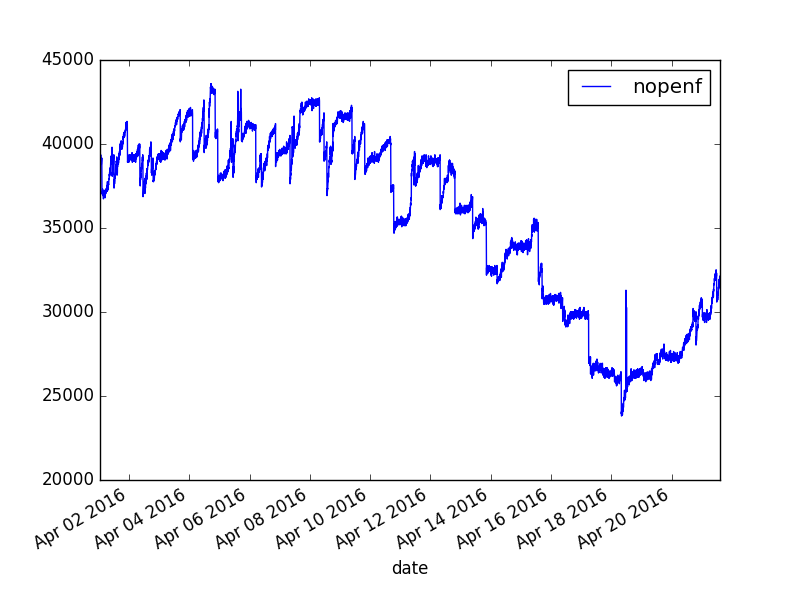 45000
40000
35000
30000
25000
20000
nopenf
Apr 02 2016
Apr 04 2016
Apr 06 2016
Apr 08 2016
Apr 10 2016
Apr 12 2016
Apr 14 2016
Apr 16 2016
Apr 18 2016
Apr 20 2016
date